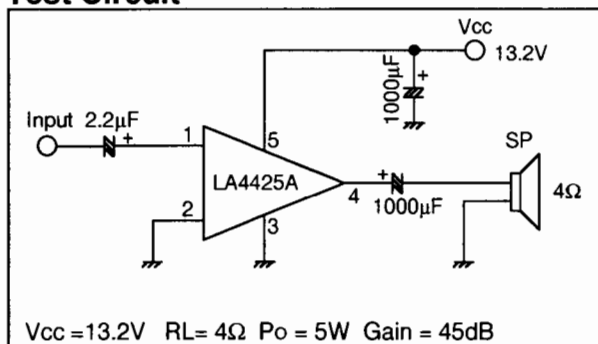 Test Circuit
Vcc
13.2V
1000μF
+
Input 2.2μF
+
1
5
SP
LA4425A
4
+
1000μF
4Ω
2
3
Vcc =13.2V RL= 4Ω Po = 5W Gain = 45dB